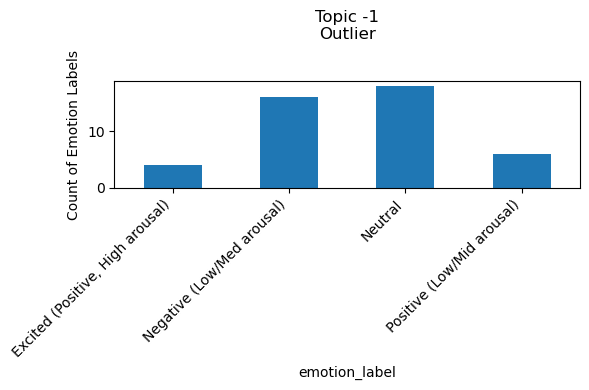 Topic -1
Outlier
Count of Emotion Labels
10
0
Excited (Positive, High arousal)
Negative (Low/Med arousal)
Neutral
Positive (Low/Mid arousal)
emotion_label